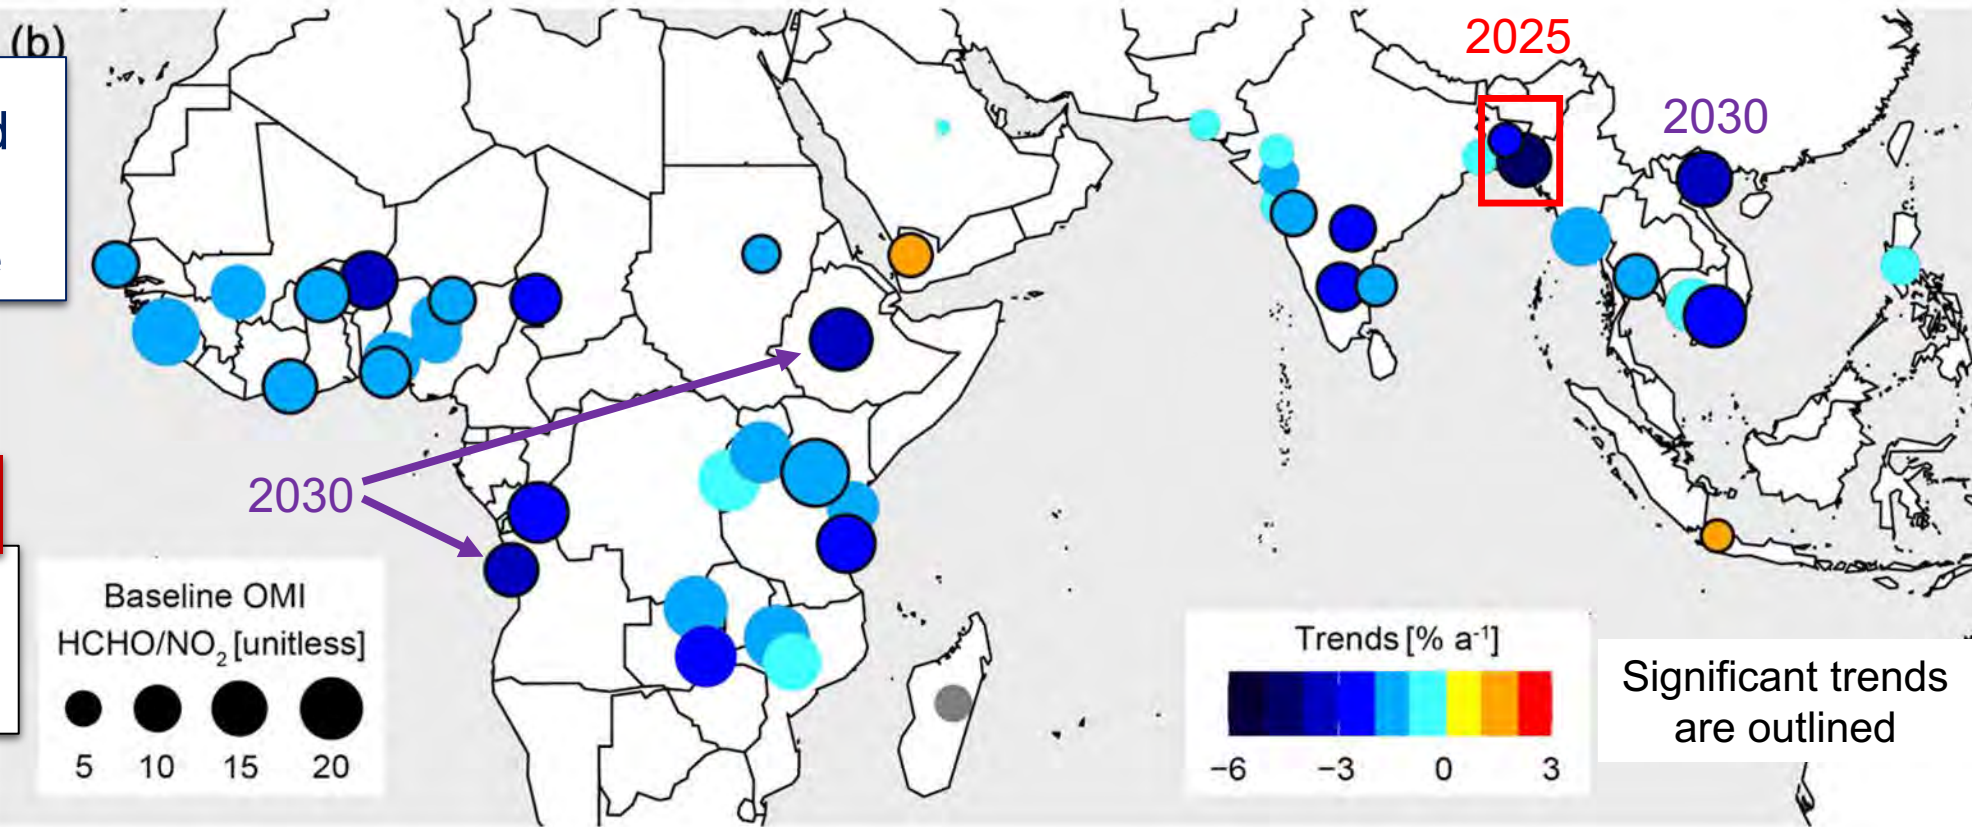 (b)
2025
2030
2030
Baseline OMI
HCHO/NO₂ [unitless]
5 10 15 20
Trends [% a⁻¹]
−6 −3 0 3
Significant trends
are outlined